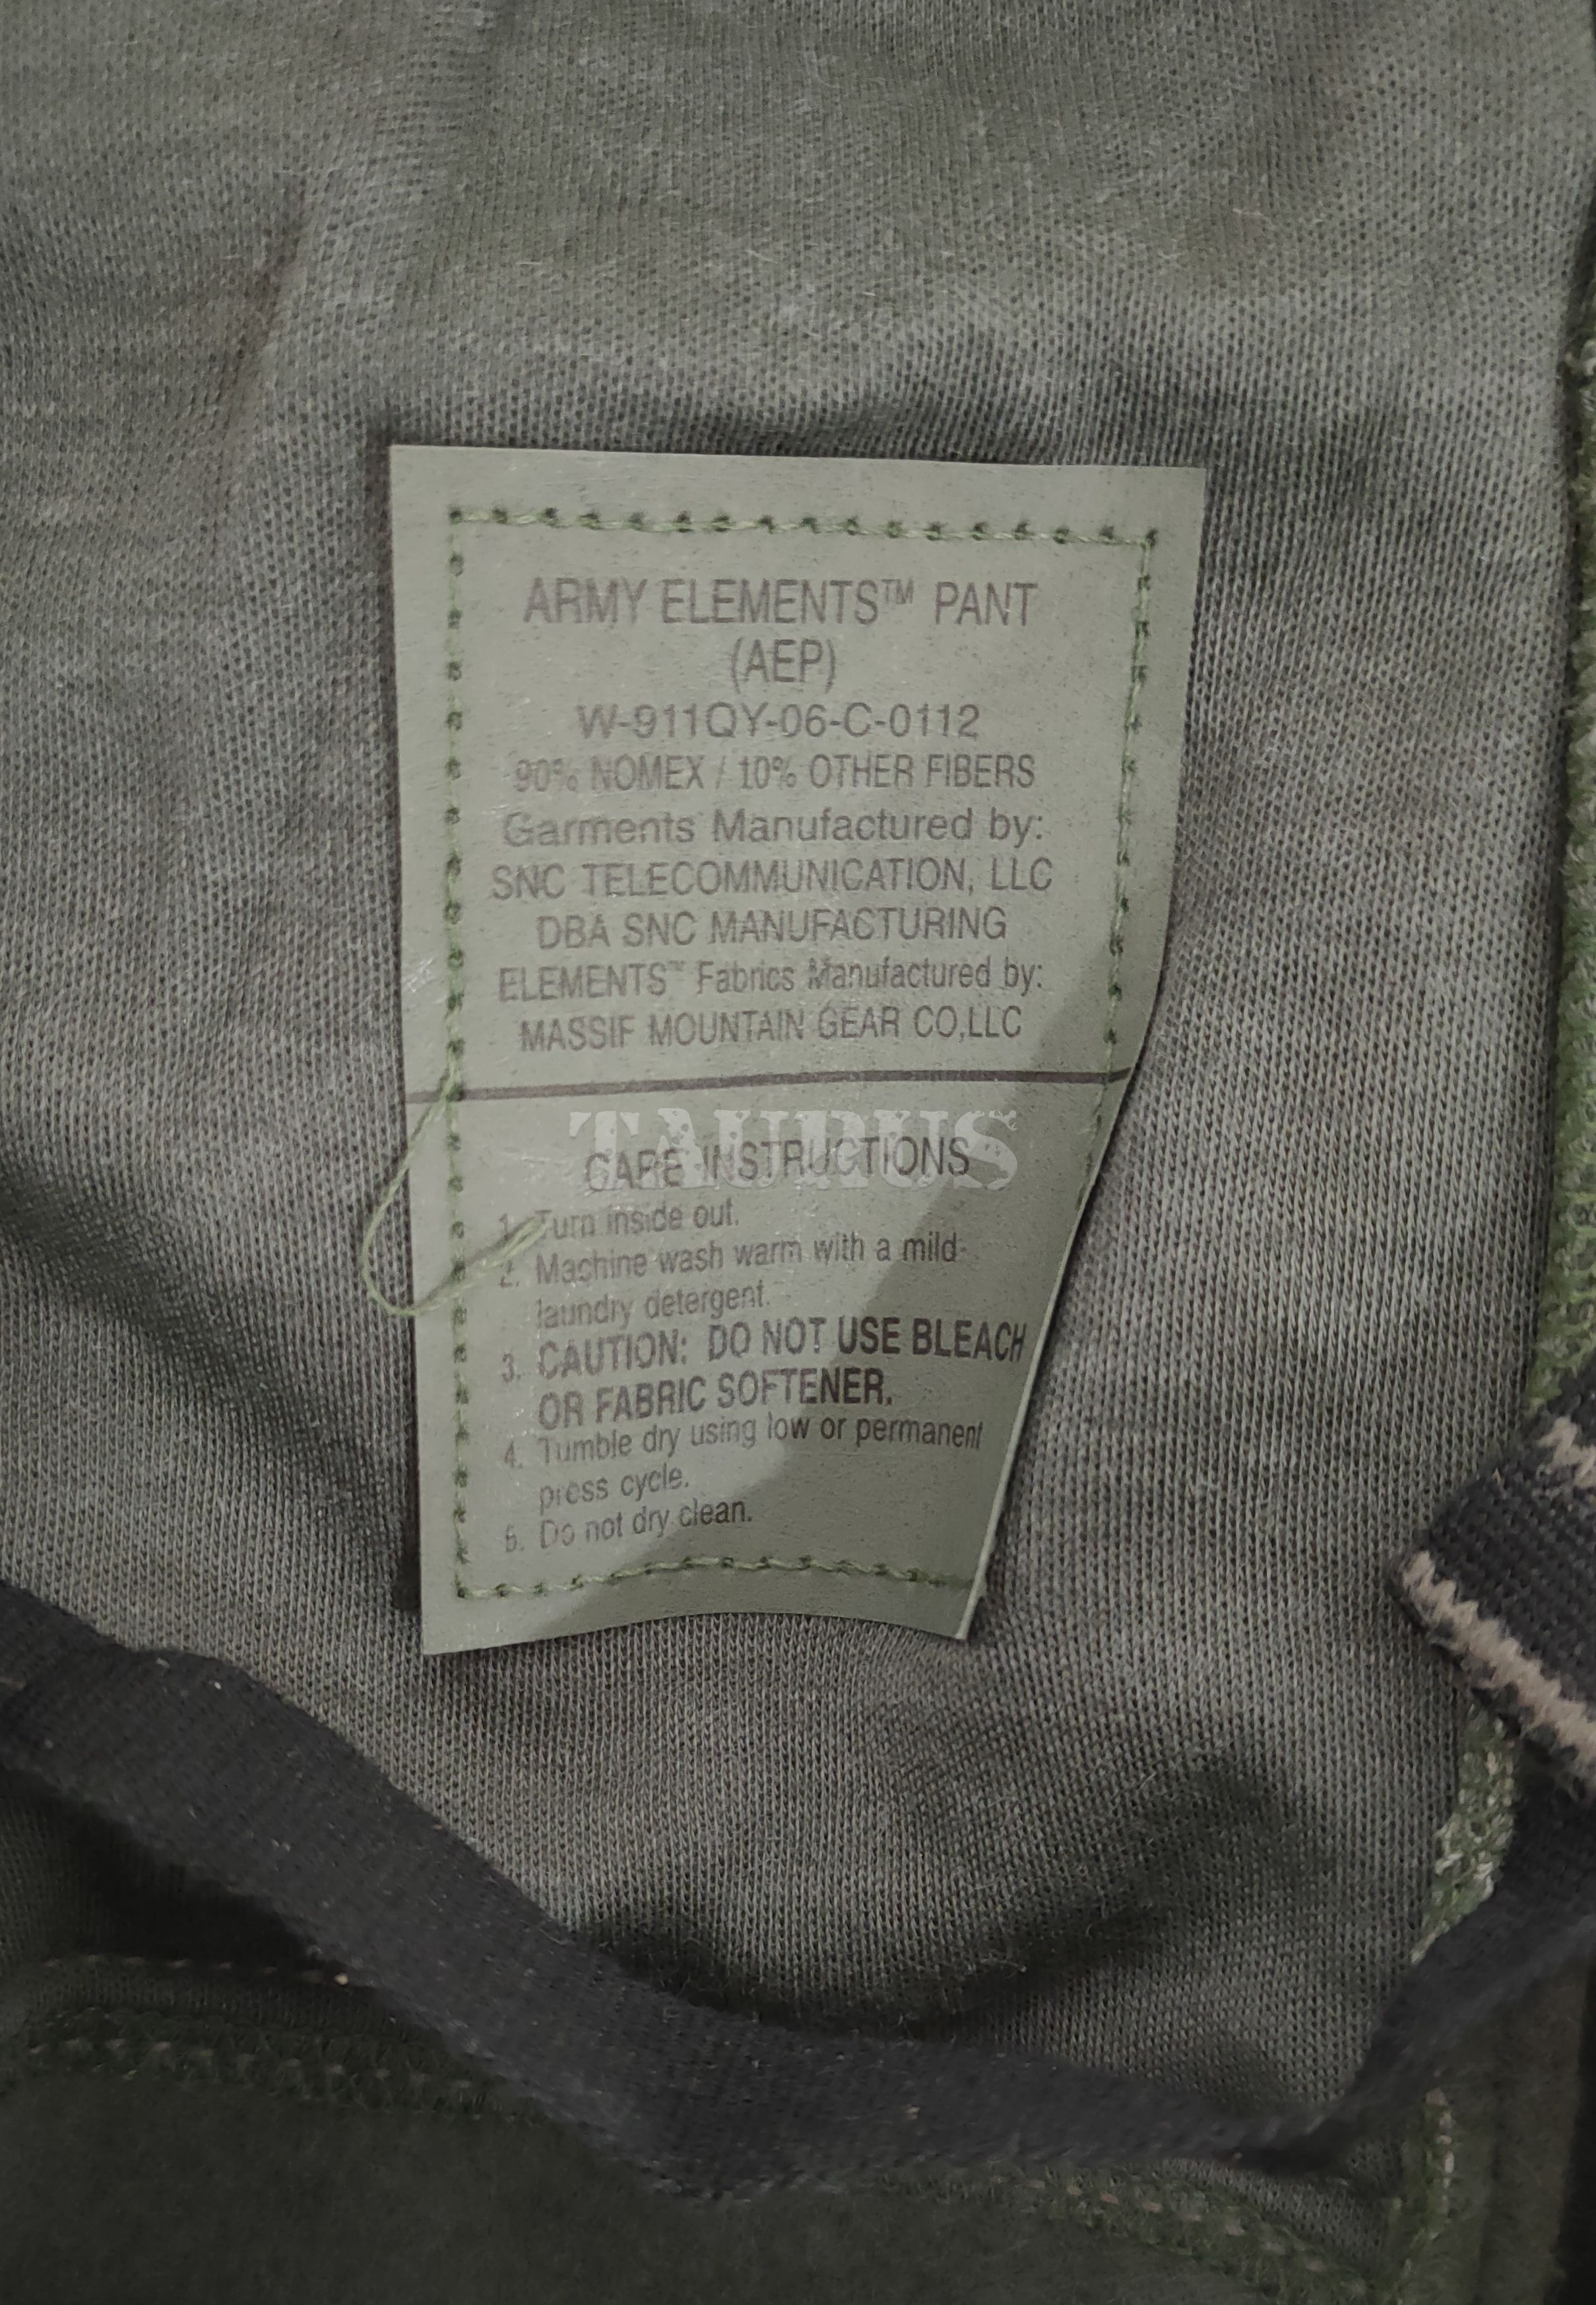 ARMY ELEMENTS™ PANT
(AEP)
W-911QY-06-C-0112
90% NOMEX / 10% OTHER FIBERS
Garments Manufactured by:
SNC TELECOMMUNICATION, LLC
DBA SNC MANUFACTURING
ELEMENTS™ Fabrics Manufactured by:
MASSIF MOUNTAIN GEAR CO,LLC
TAURUS
CARE INSTRUCTIONS
1. Turn inside out.
2. Machine wash warm with a mild
laundry detergent.
3. CAUTION: DO NOT USE BLEACH
OR FABRIC SOFTENER.
4. Tumble dry using low or permanent
press cycle.
5. Do not dry clean.